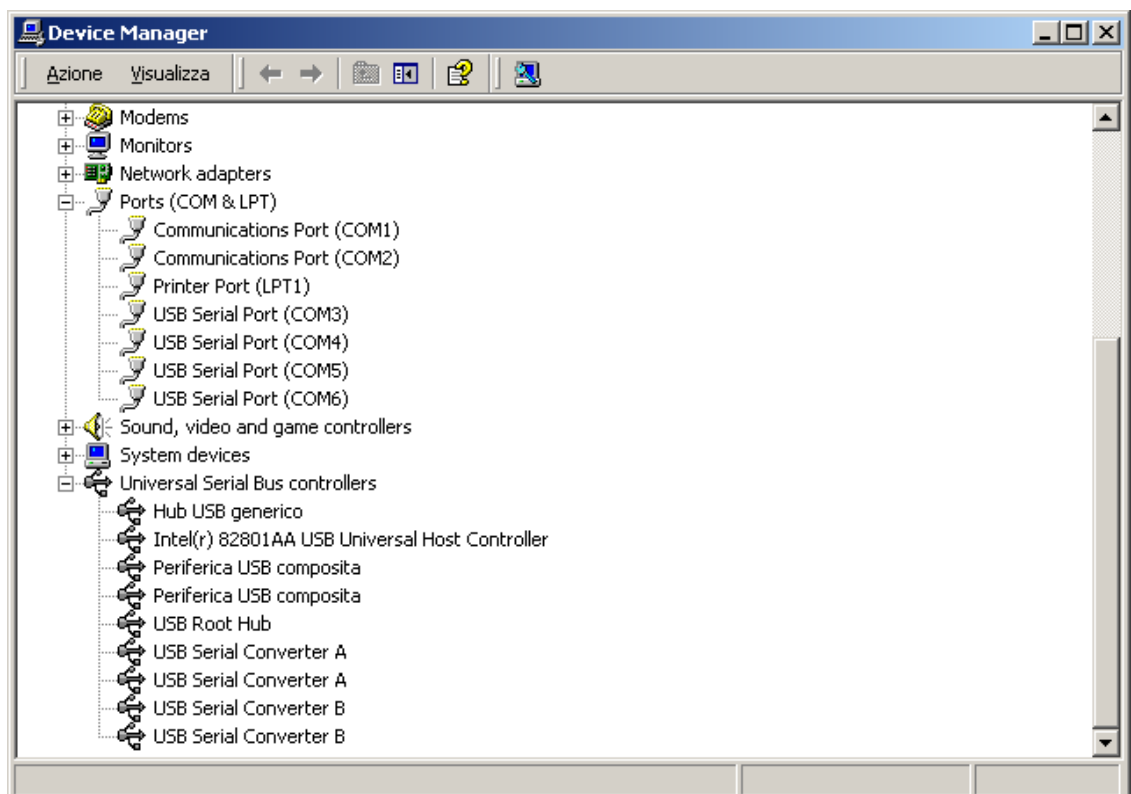 Device Manager
Azione Visualizza
Modems
Monitors
Network adapters
Ports (COM & LPT)
Communications Port (COM1)
Communications Port (COM2)
Printer Port (LPT1)
USB Serial Port (COM3)
USB Serial Port (COM4)
USB Serial Port (COM5)
USB Serial Port (COM6)
Sound, video and game controllers
System devices
Universal Serial Bus controllers
Hub USB generico
Intel(r) 82801AA USB Universal Host Controller
Periferica USB composita
Periferica USB composita
USB Root Hub
USB Serial Converter A
USB Serial Converter A
USB Serial Converter B
USB Serial Converter B